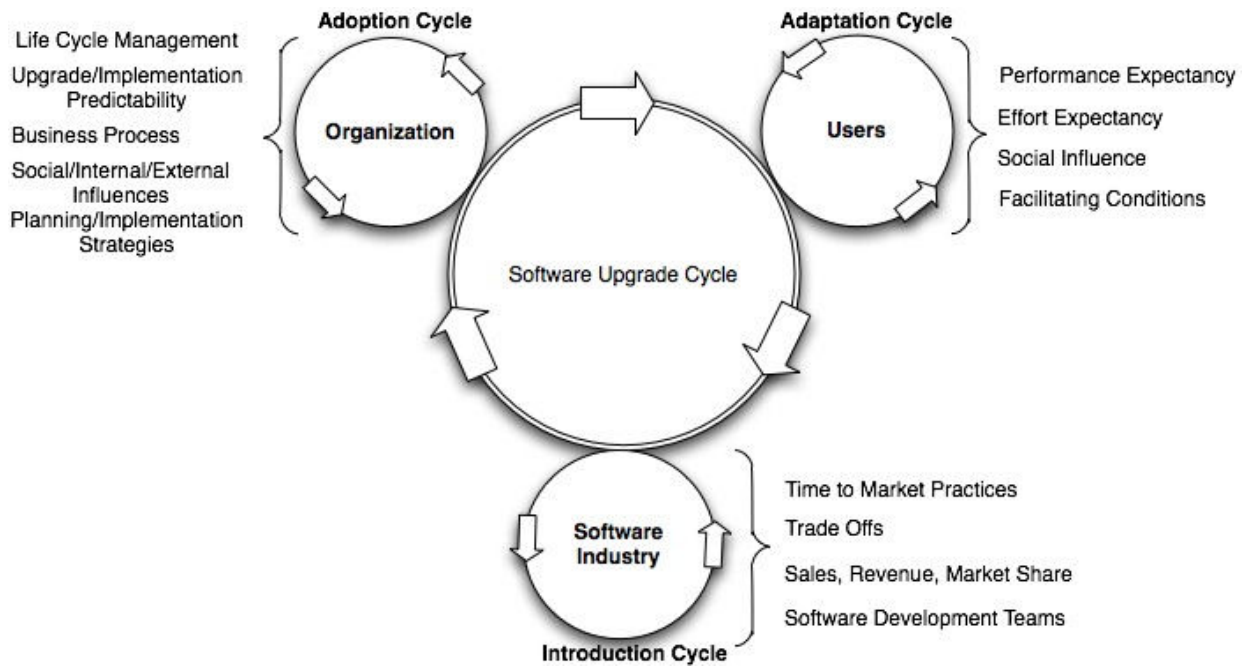 Adoption Cycle
Life Cycle Management
Upgrade/Implementation
Predictability
Business Process
Social/Internal/External
Influences
Planning/Implementation
Strategies
Organization
Adaptation Cycle
Users
Performance Expectancy
Effort Expectancy
Social Influence
Facilitating Conditions
Software Upgrade Cycle
Software
Industry
Time to Market Practices
Trade Offs
Sales, Revenue, Market Share
Software Development Teams
Introduction Cycle